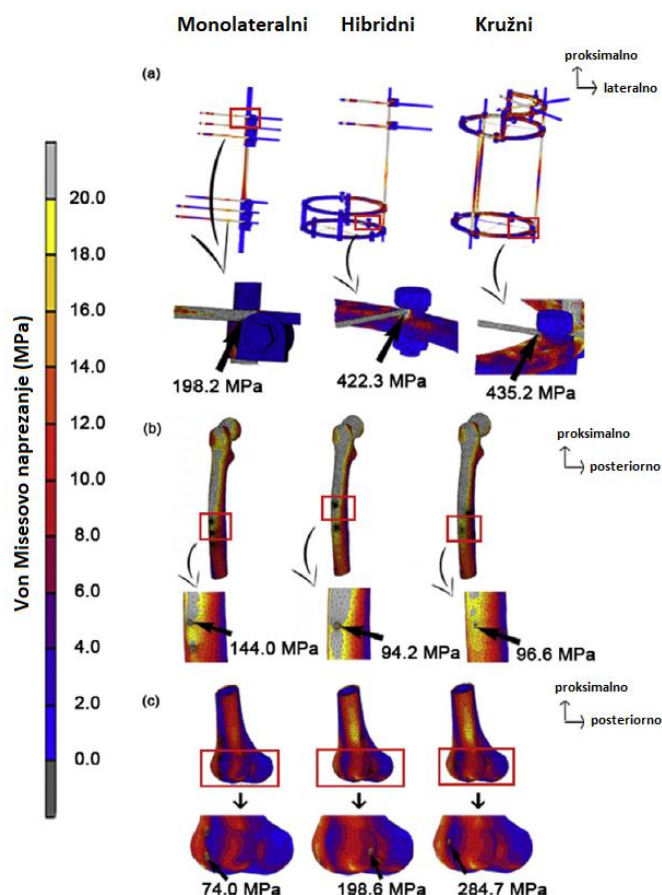 Monolateralni Hibridni Kružni
proksimalno
lateralno
(a)
20.0
18.0
16.0
14.0
12.0
10.0
8.0
6.0
4.0
2.0
0.0
Von Misesovo naprezanje (MPa)
198.2 MPa
422.3 MPa
435.2 MPa
(b)
proksimalno
posteriorno
144.0 MPa
94.2 MPa
96.6 MPa
(c)
proksimalno
posteriorno
74.0 MPa
198.6 MPa
284.7 MPa